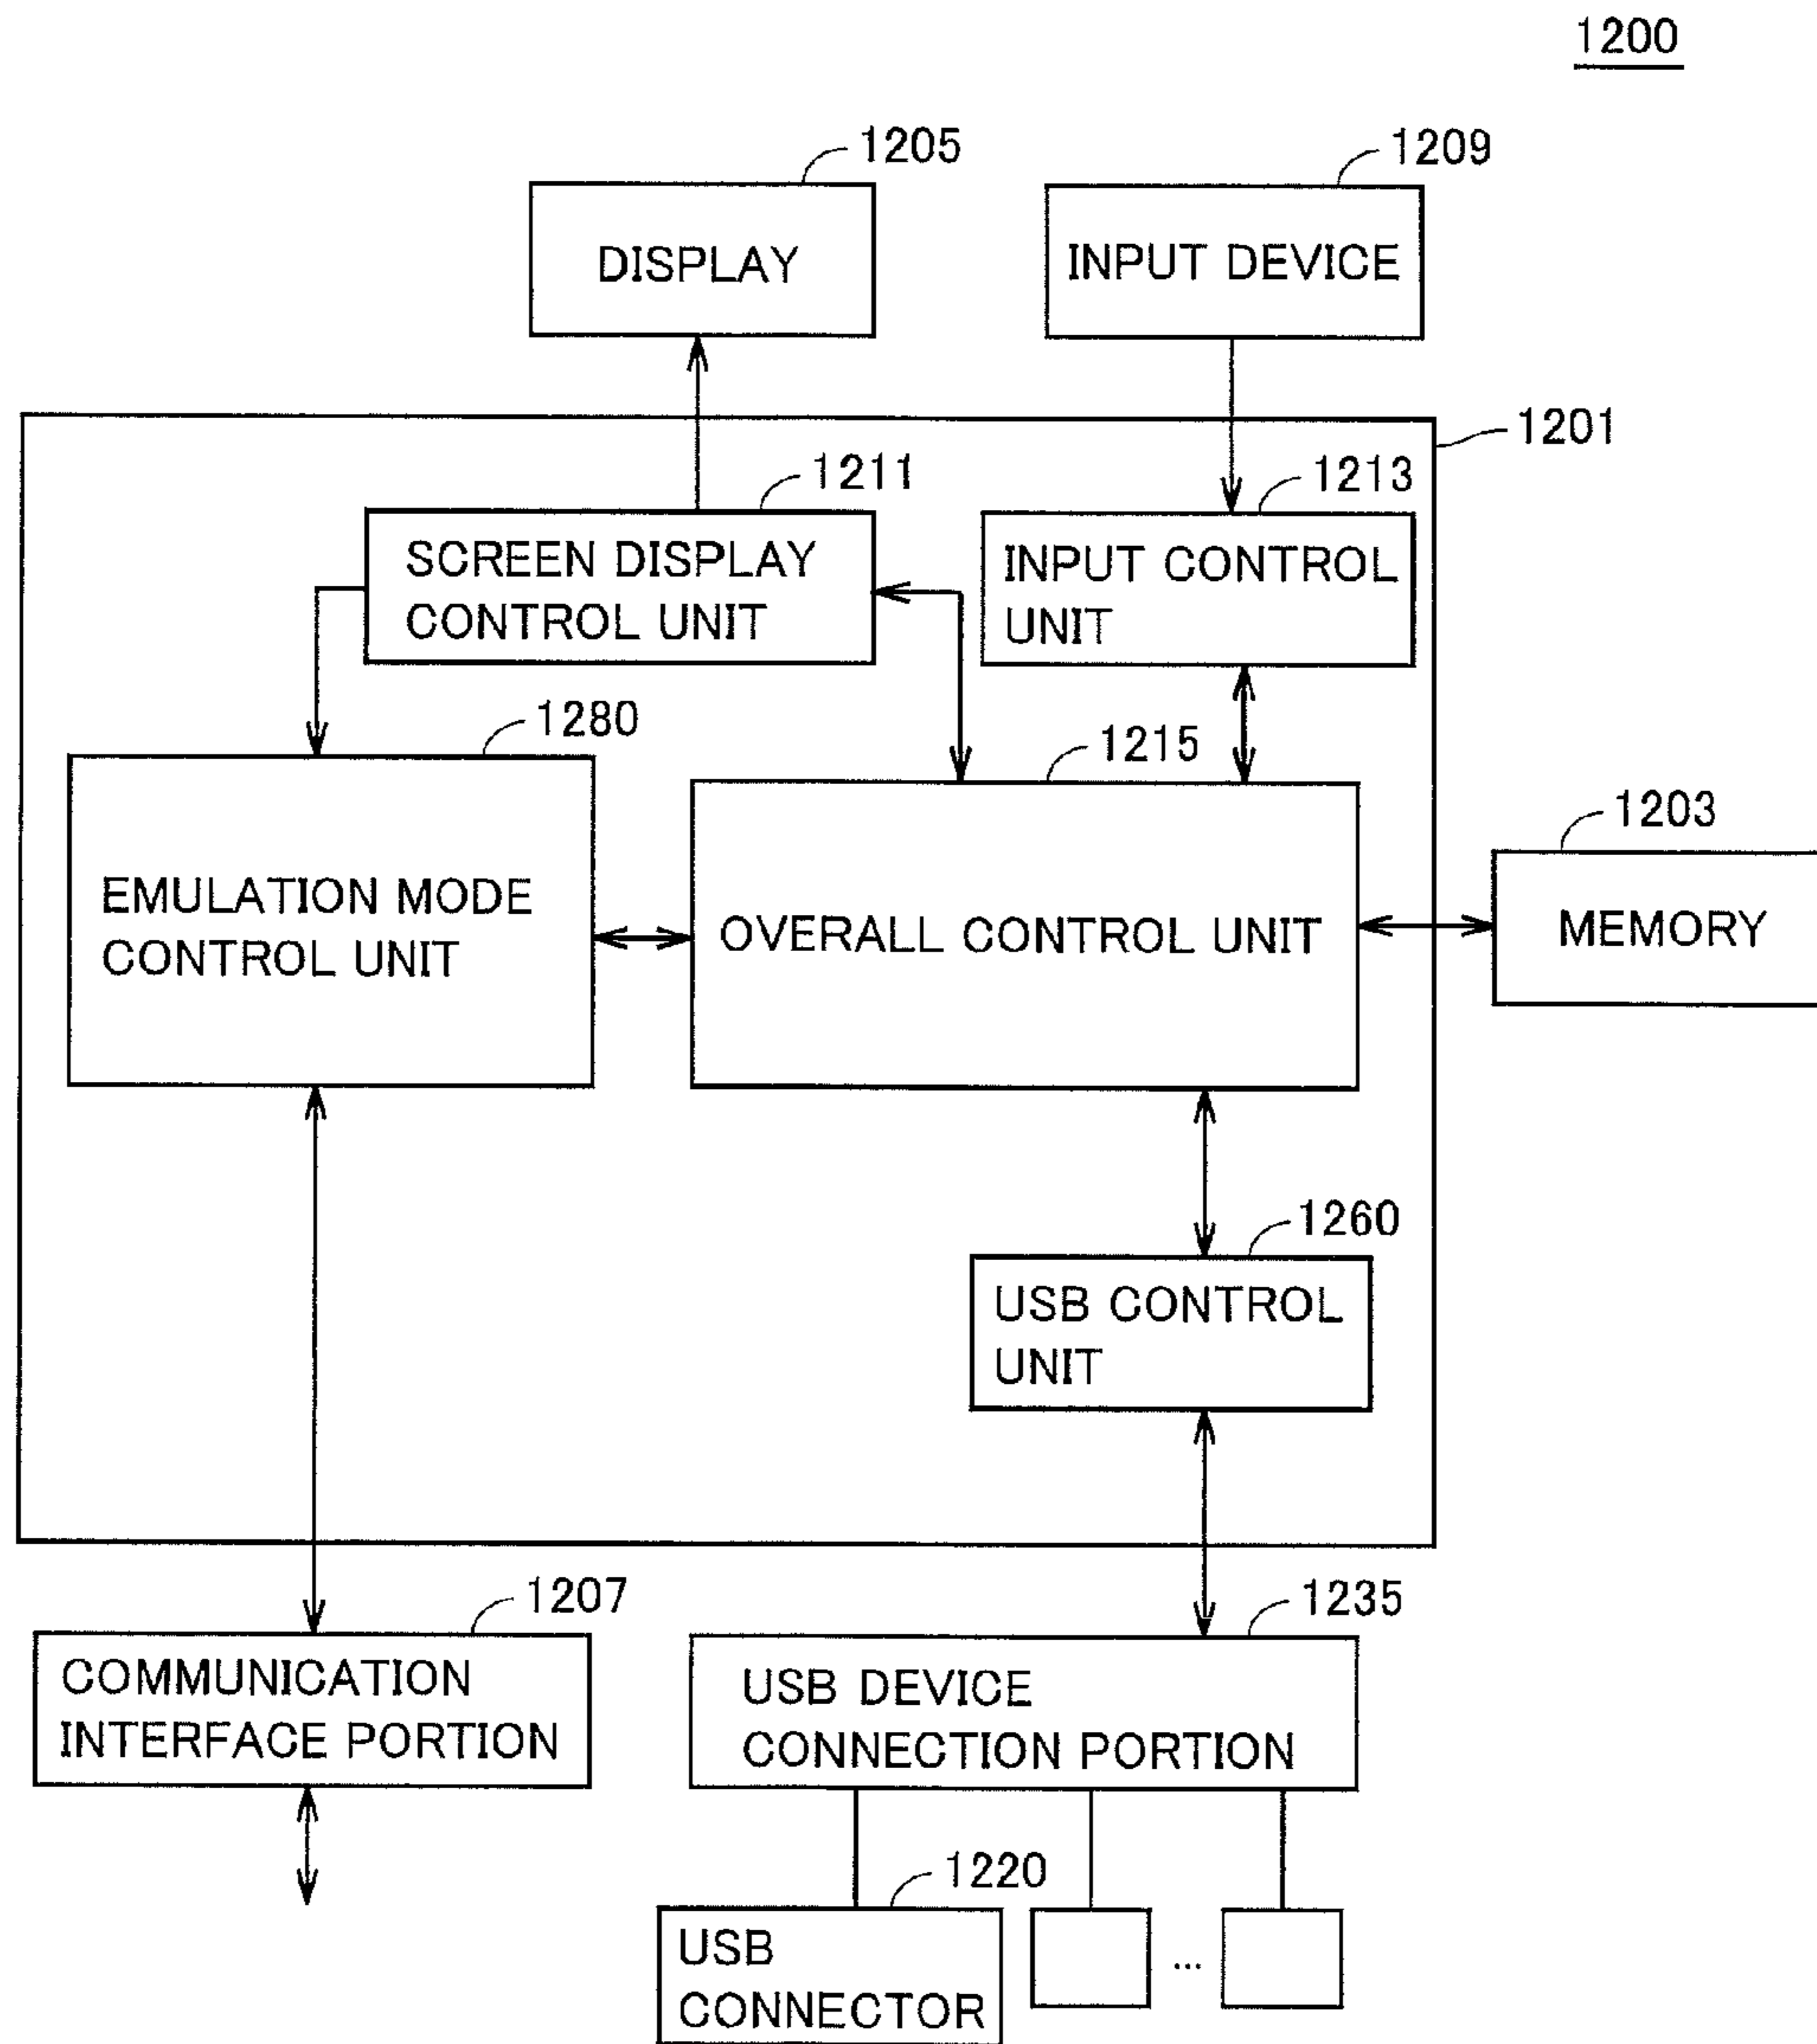 1200
1205
1209
DISPLAY
INPUT DEVICE
1201
1211
1213
SCREEN DISPLAY
CONTROL UNIT
INPUT CONTROL
UNIT
1280
1215
1203
EMULATION MODE
CONTROL UNIT
OVERALL CONTROL UNIT
MEMORY
1260
USB CONTROL
UNIT
1207
1235
COMMUNICATION
INTERFACE PORTION
USB DEVICE
CONNECTION PORTION
1220
USB
CONNECTOR
...